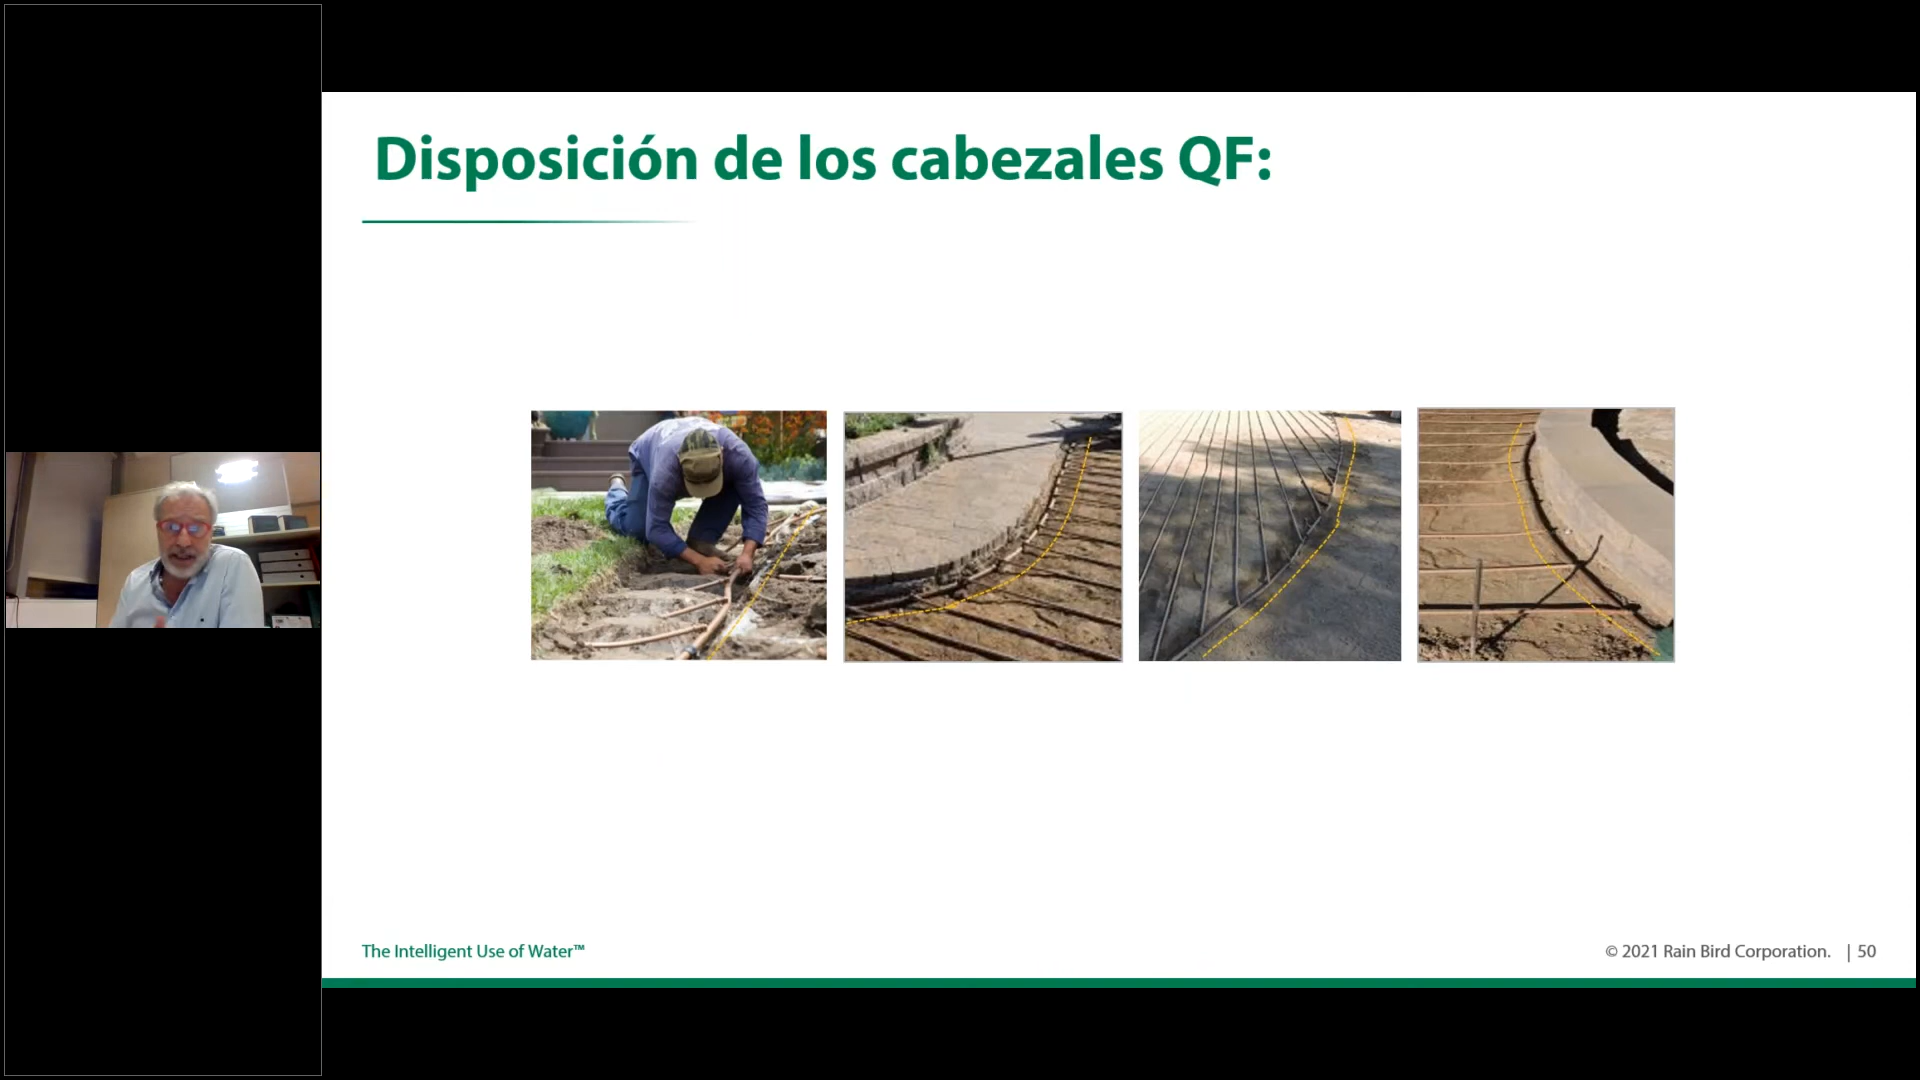 Disposición de los cabezales QF:
The Intelligent Use of Water™
© 2021 Rain Bird Corporation. | 50